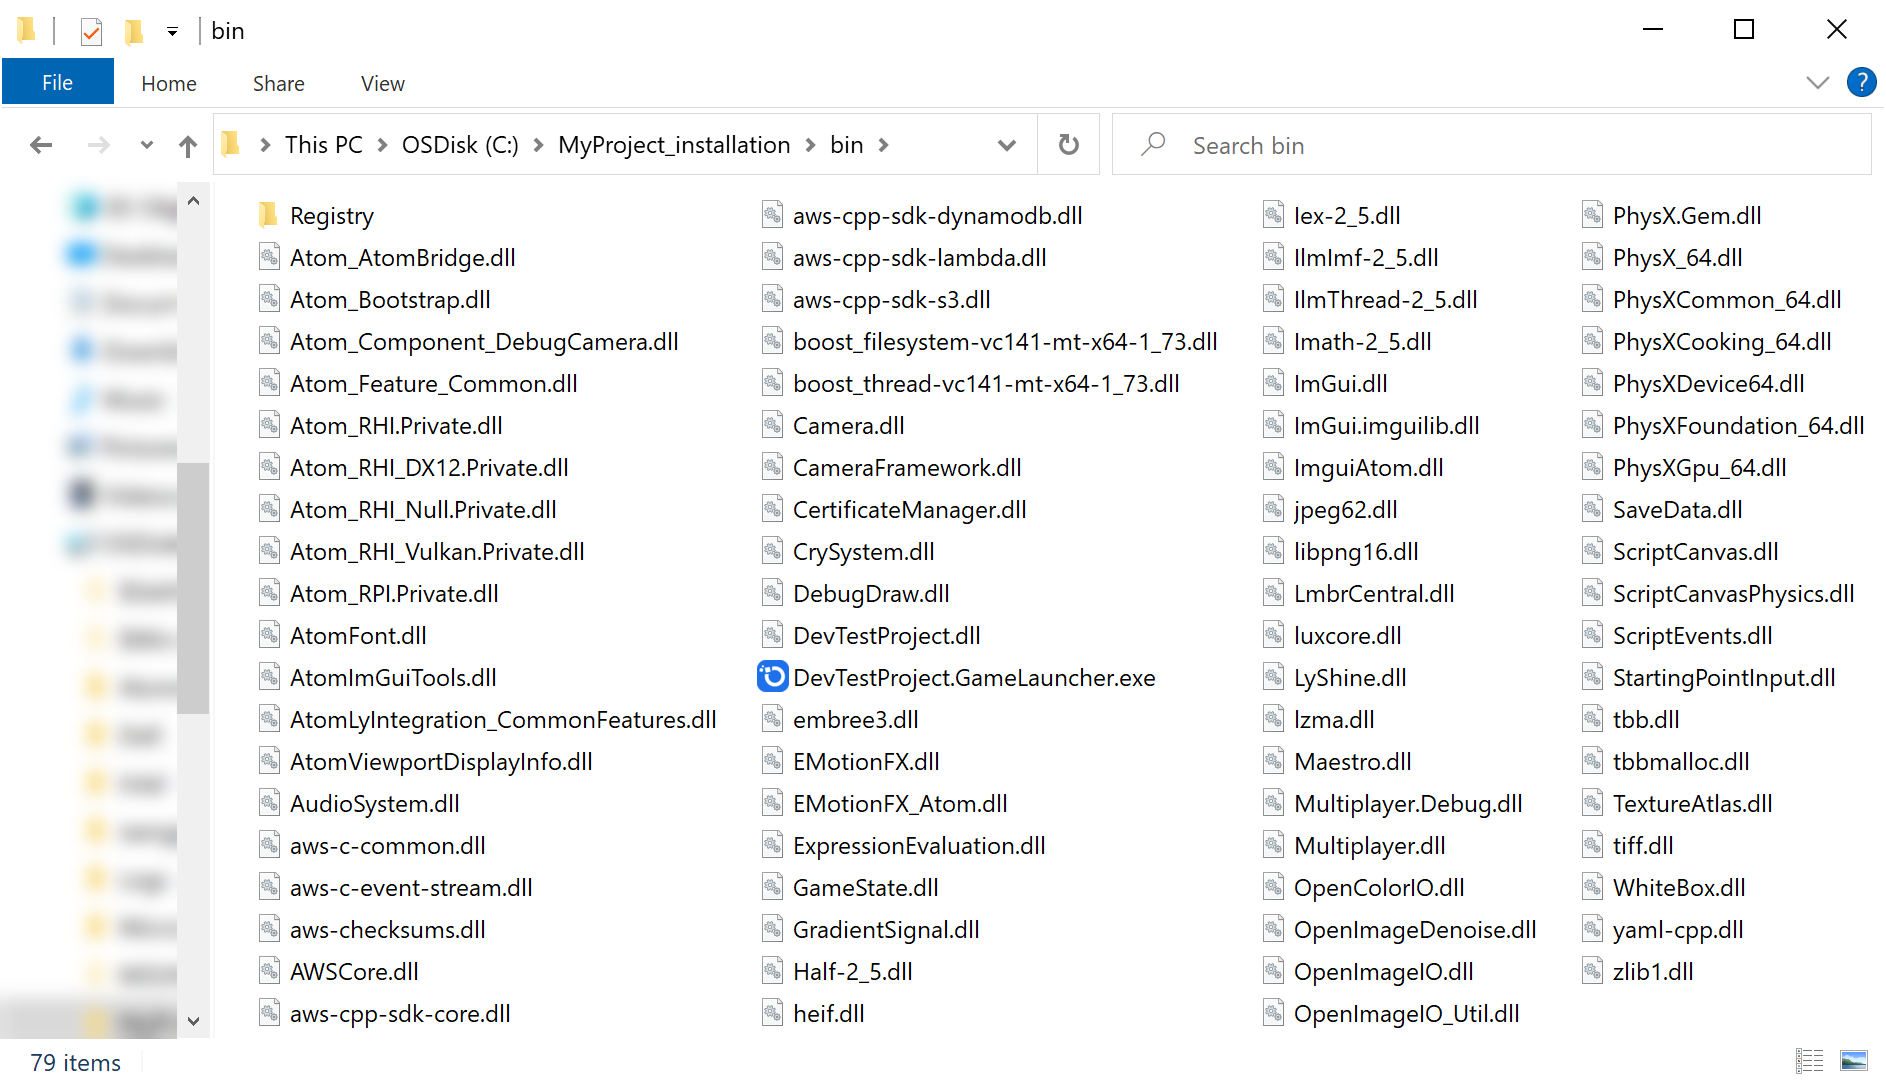 bin
File Home Share View
?
This PC OSDisk (C:) MyProject_installation bin
Search bin
Registry
Atom_AtomBridge.dll
Atom_Bootstrap.dll
Atom_Component_DebugCamera.dll
Atom_Feature_Common.dll
Atom_RHI.Private.dll
Atom_RHI_DX12.Private.dll
Atom_RHI_Null.Private.dll
Atom_RHI_Vulkan.Private.dll
Atom_RPI.Private.dll
AtomFont.dll
AtomImGuiTools.dll
AtomLyIntegration_CommonFeatures.dll
AtomViewportDisplayInfo.dll
AudioSystem.dll
aws-c-common.dll
aws-c-event-stream.dll
aws-checksums.dll
AWSCore.dll
aws-cpp-sdk-core.dll
aws-cpp-sdk-dynamodb.dll
aws-cpp-sdk-lambda.dll
aws-cpp-sdk-s3.dll
boost_filesystem-vc141-mt-x64-1_73.dll
boost_thread-vc141-mt-x64-1_73.dll
Camera.dll
CameraFramework.dll
CertificateManager.dll
CrySystem.dll
DebugDraw.dll
DevTestProject.dll
DevTestProject.GameLauncher.exe
embree3.dll
EMotionFX.dll
EMotionFX_Atom.dll
ExpressionEvaluation.dll
GameState.dll
GradientSignal.dll
Half-2_5.dll
heif.dll
Iex-2_5.dll
IlmImf-2_5.dll
IlmThread-2_5.dll
Imath-2_5.dll
ImGui.dll
ImGui.imguilib.dll
ImguiAtom.dll
jpeg62.dll
libpng16.dll
LmbrCentral.dll
luxcore.dll
LyShine.dll
lzma.dll
Maestro.dll
Multiplayer.Debug.dll
Multiplayer.dll
OpenColorIO.dll
OpenImageDenoise.dll
OpenImageIO.dll
OpenImageIO_Util.dll
PhysX.Gem.dll
PhysX_64.dll
PhysXCommon_64.dll
PhysXCooking_64.dll
PhysXDevice64.dll
PhysXFoundation_64.dll
PhysXGpu_64.dll
SaveData.dll
ScriptCanvas.dll
ScriptCanvasPhysics.dll
ScriptEvents.dll
StartingPointInput.dll
tbb.dll
tbbmalloc.dll
TextureAtlas.dll
tiff.dll
WhiteBox.dll
yaml-cpp.dll
zlib1.dll
79 items